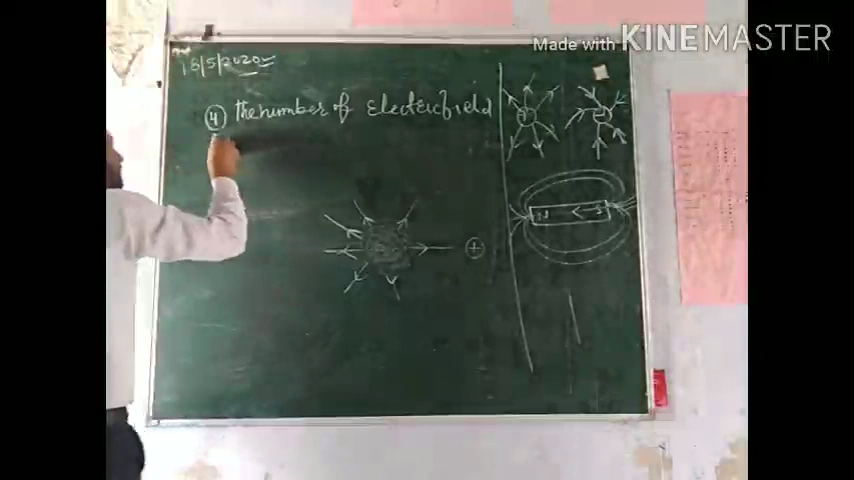 Made with KINEMASTER
16/5/2020
④ the number of Electricfield
+
N S